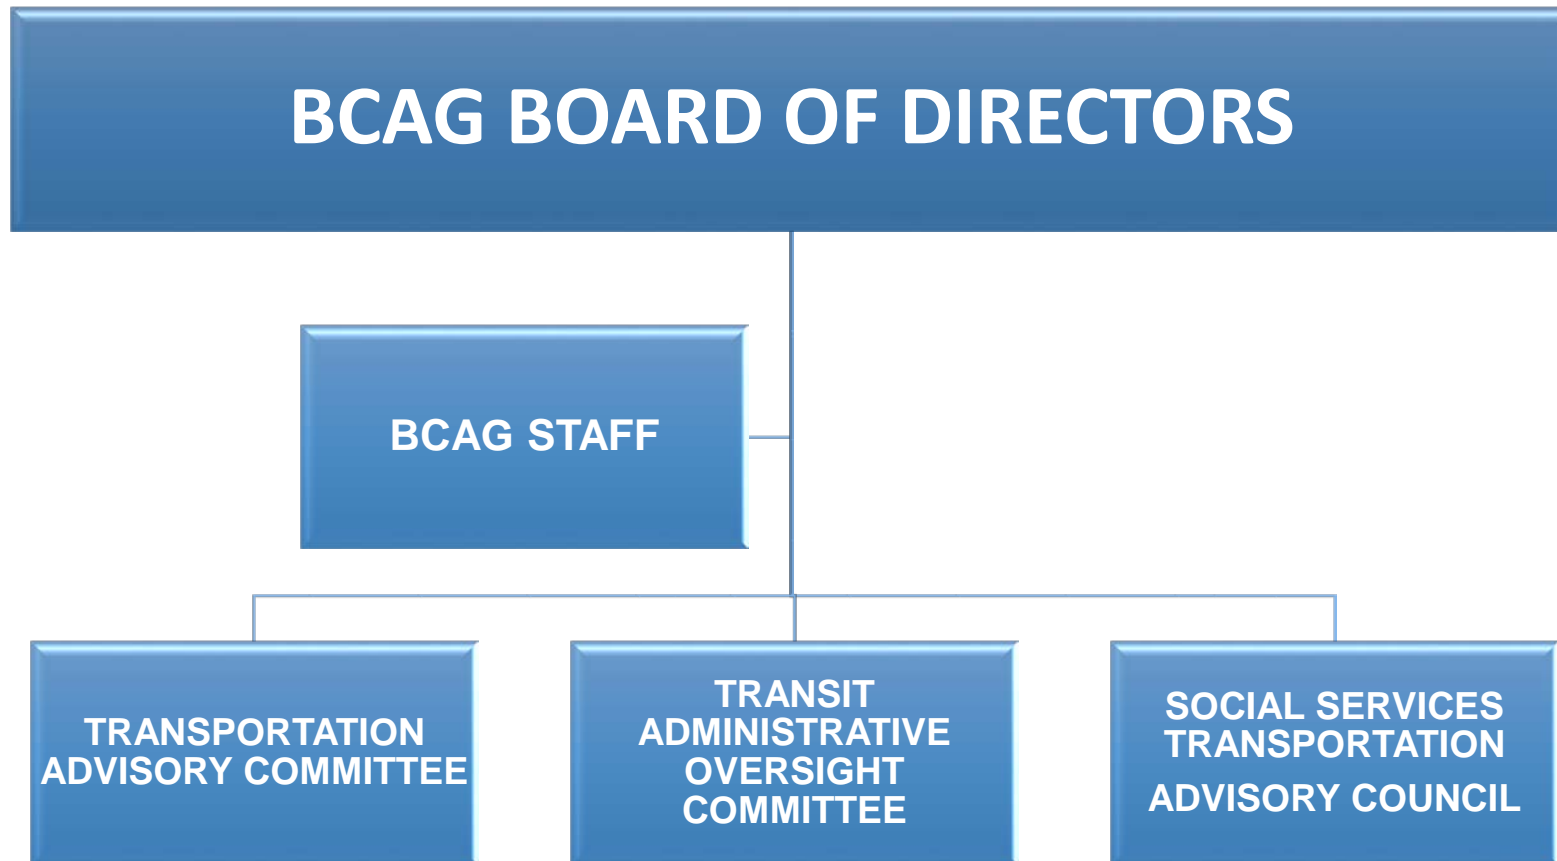 BCAG BOARD OF DIRECTORS
BCAG STAFF
TRANSPORTATION
ADVISORY COMMITTEE
TRANSIT
ADMINISTRATIVE
OVERSIGHT
COMMITTEE
SOCIAL SERVICES
TRANSPORTATION
ADVISORY COUNCIL